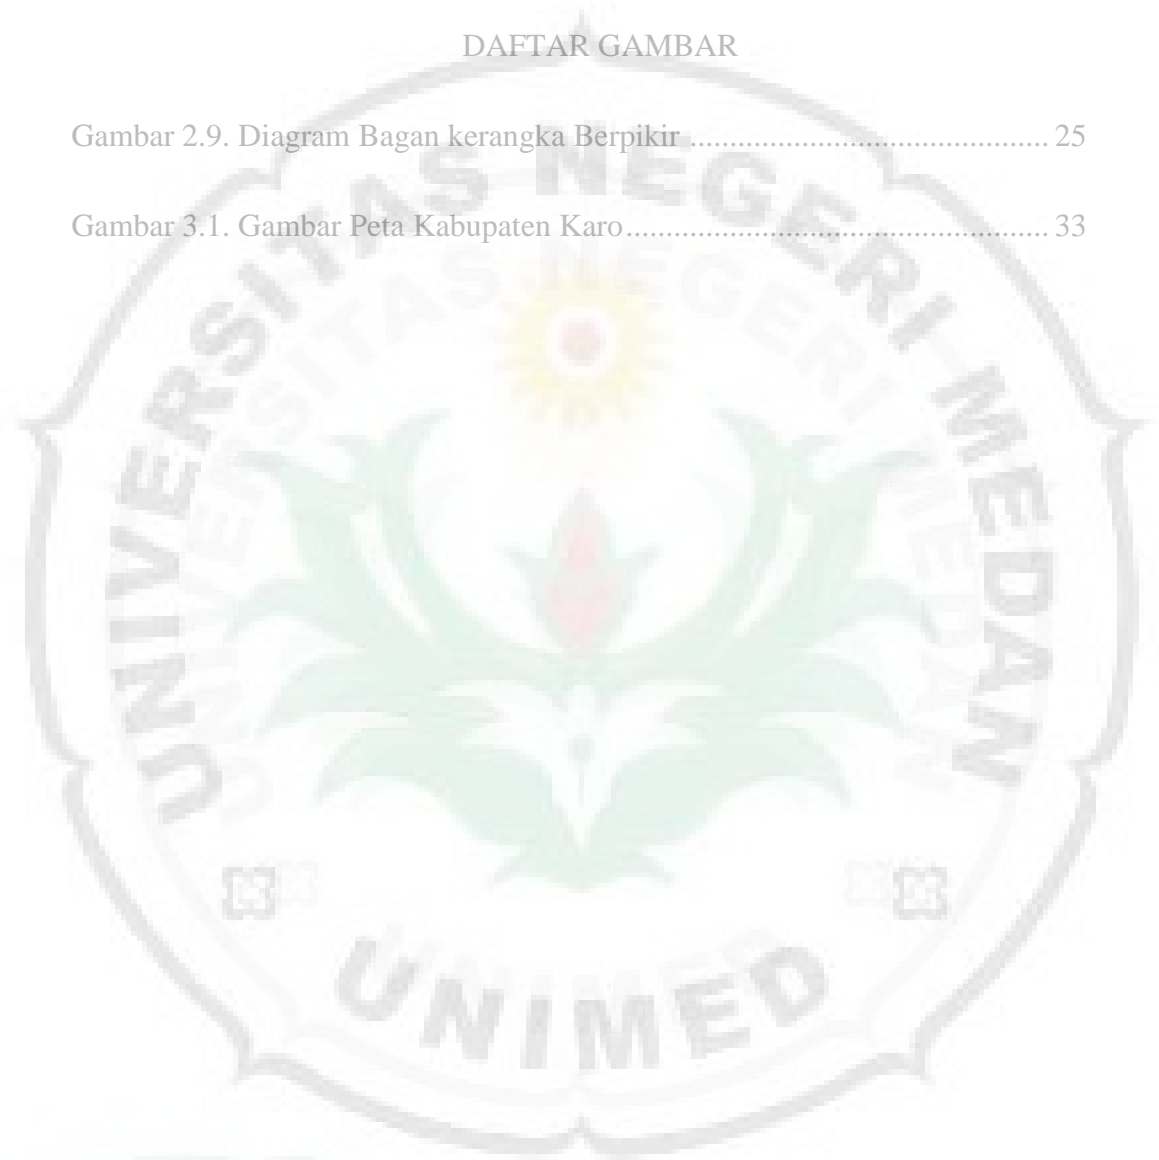 DAFTAR GAMBAR
Gambar 2.9. Diagram Bagan kerangka Berpikir ............................................ 25
Gambar 3.1. Gambar Peta Kabupaten Karo.................................................... 33
UNIVERSITAS NEGERI MEDAN
UNIMED